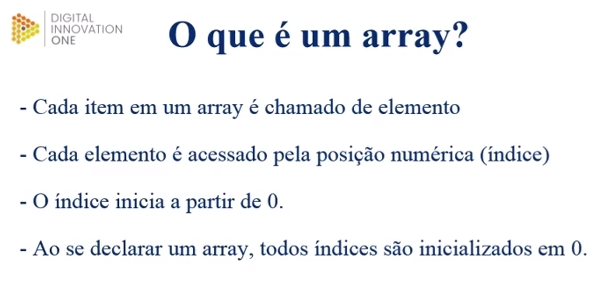 DIGITAL
INNOVATION
ONE
O que é um array?
- Cada item em um array é chamado de elemento
- Cada elemento é acessado pela posição numérica (índice)
- O índice inicia a partir de 0.
- Ao se declarar um array, todos índices são inicializados em 0.